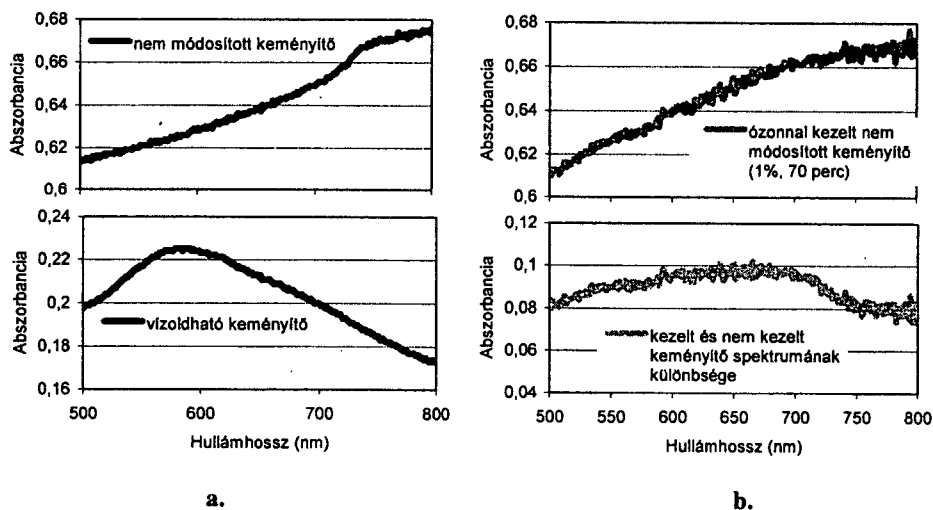 0,68
0,66
0,64
0,62
0,6
Abszorbancia
nem módosított keményítő
0,24
0,22
0,2
0,18
0,16
Abszorbancia
vízoldható keményítő
500 600 700 800
Hullámhossz (nm)
a.
0,68
0,66
0,64
0,62
0,6
Abszorbancia
ózonnal kezelt nem
módosított keményítő
(1%, 70 perc)
0,12
0,1
0,08
0,06
0,04
Abszorbancia
kezelt és nem kezelt
keményítő spektrumának
különbsége
500 550 600 650 700 750 800
Hullámhossz (nm)
b.